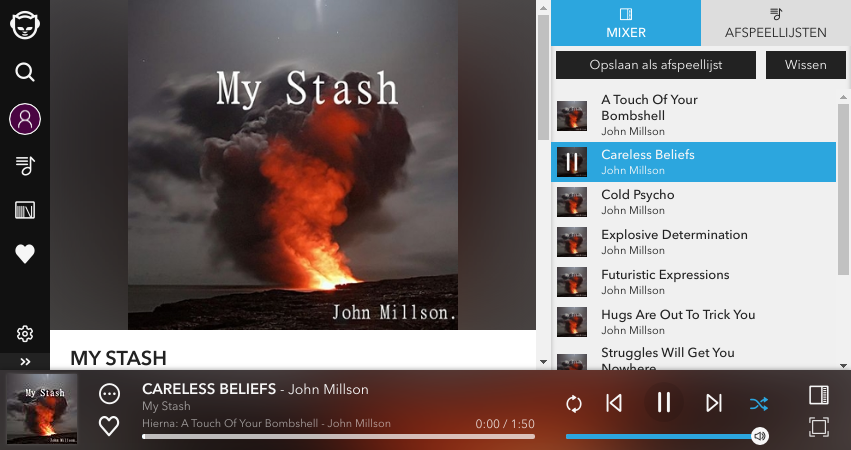 My Stash
John Millson.
MY STASH
MIXER
AFSPEELLIJSTEN
Opslaan als afspeellijst
Wissen
A Touch Of Your
Bombshell
John Millson
Careless Beliefs
John Millson
Cold Psycho
John Millson
Explosive Determination
John Millson
Futuristic Expressions
John Millson
Hugs Are Out To Trick You
John Millson
Struggles Will Get You
Nowhere
My Stash
John Millson.
CARELESS BELIEFS - John Millson
My Stash
Hierna: A Touch Of Your Bombshell - John Millson
0:00 / 1:50